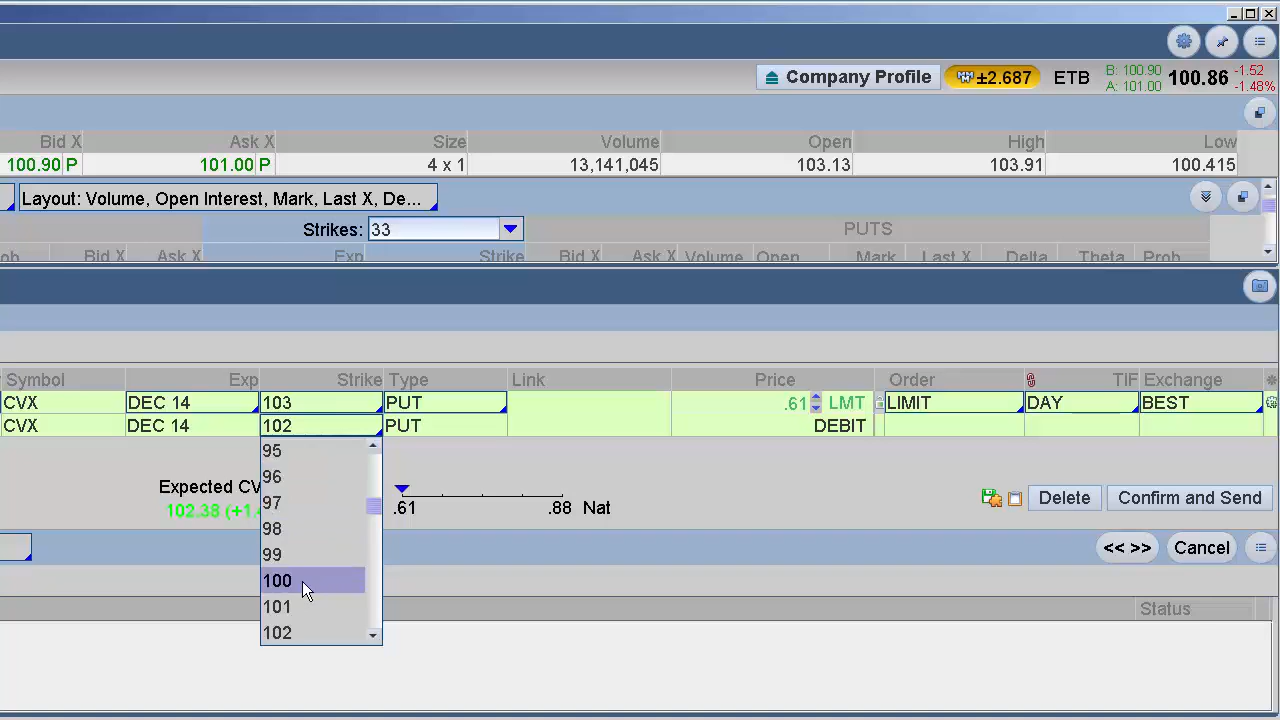 Company Profile ±2.687 ETB B: 100.90 A: 101.00 100.86 -1.52 -1.48%
Bid X Ask X Size Volume Open High Low
100.90 P 101.00 P 4 x 1 13,141,045 103.13 103.91 100.415
Layout: Volume, Open Interest, Mark, Last X, De...
Strikes: 33 PUTS
ob Bid X Ask X Exp Strike Bid X Ask X Volume Open Mark Last X Delta Theta Prob
Symbol Exp Strike Type Link Price Order TIF Exchange
CVX DEC 14 103 PUT .61 LMT LIMIT DAY BEST
CVX DEC 14 102 PUT DEBIT
95
96
97
98
99
100
101
102
Expected CV
102.38 (+1.
.61 .88 Nat
Delete Confirm and Send
<< >> Cancel
Status